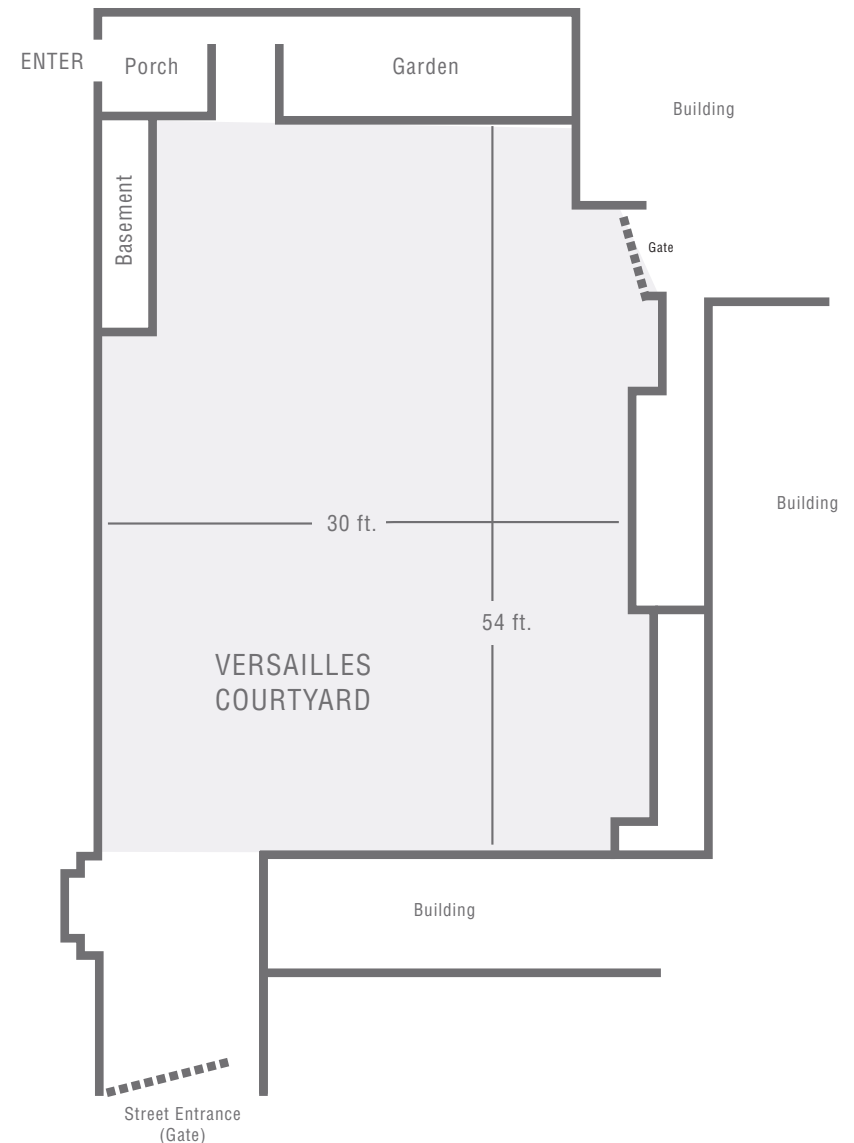 ENTER
Porch
Garden
Building
Basement
Gate
Building
30 ft.
54 ft.
VERSAILLES
COURTYARD
Building
Street Entrance
(Gate)